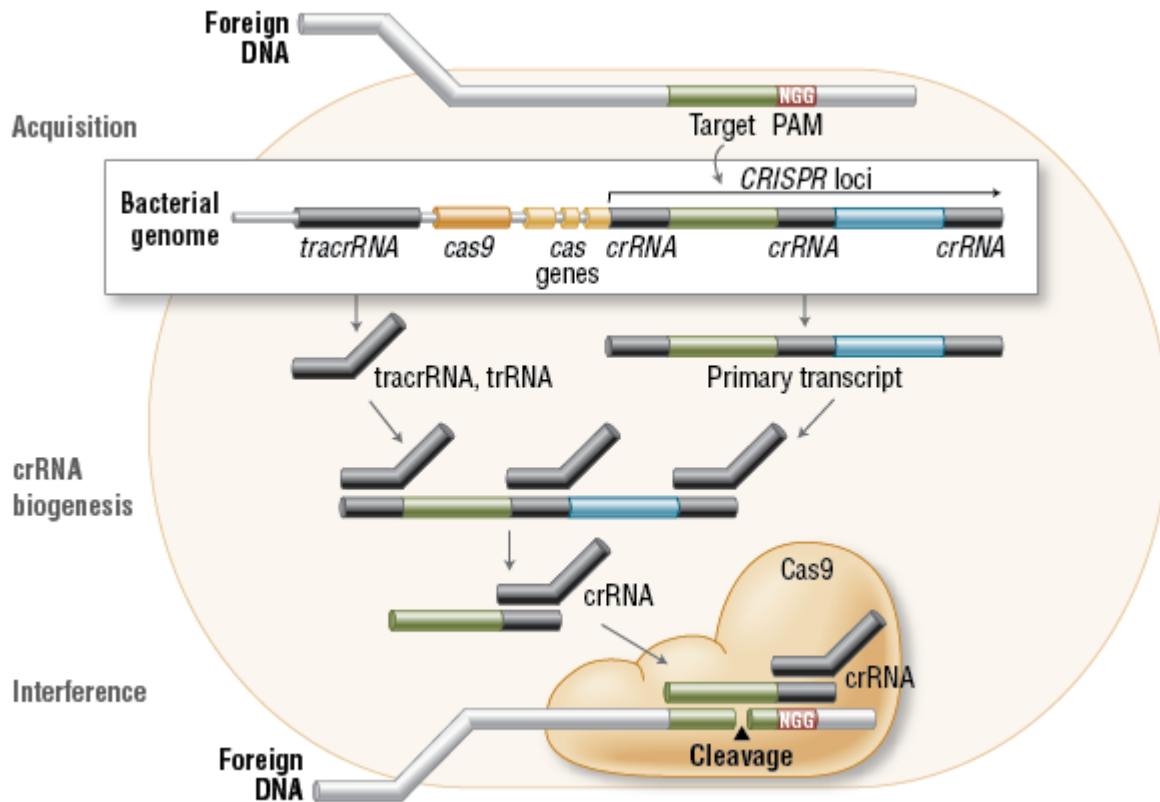 Foreign
DNA
NGG
Acquisition
Target PAM
CRISPR loci
Bacterial
genome
tracrRNA cas9 cas crRNA crRNA crRNA
genes
tracrRNA, trRNA
Primary transcript
crRNA
biogenesis
Cas9
crRNA
crRNA
Interference
NGG
Cleavage
Foreign
DNA